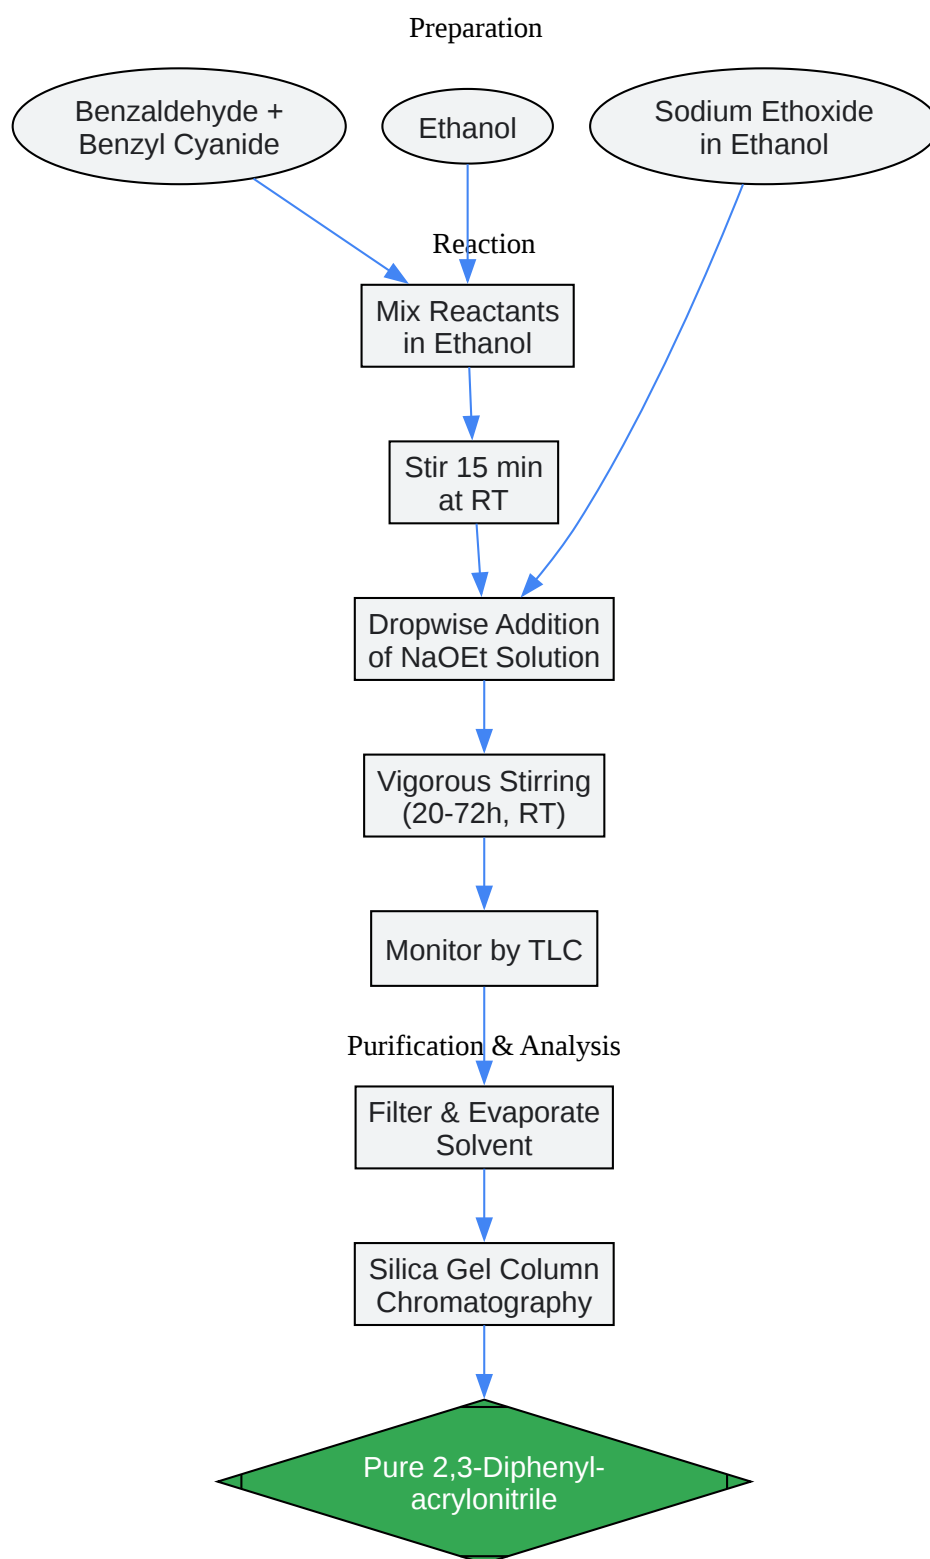 Preparation
Benzaldehyde +
Benzyl Cyanide
Ethanol
Sodium Ethoxide
in Ethanol
Reaction
Mix Reactants
in Ethanol
Stir 15 min
at RT
Dropwise Addition
of NaOEt Solution
Vigorous Stirring
(20-72h, RT)
Monitor by TLC
Purification & Analysis
Filter & Evaporate
Solvent
Silica Gel Column
Chromatography
Pure 2,3-Diphenyl-
acrylonitrile